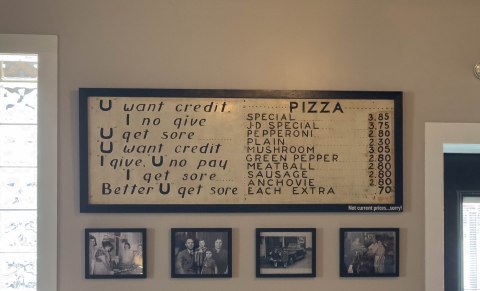 U want credit.
I no give
U get sore
U want credit
I give, U no pay
I get sore
Better U get sore
PIZZA
SPECIAL 3.85
J-D SPECIAL 3.75
PEPPERONI 2.80
PLAIN 2.30
MUSHROOM 3.05
GREEN PEPPER 2.80
MEATBALL 2.80
SAUSAGE 2.80
ANCHOVIE 2.80
EACH EXTRA .70
Not current prices...sorry!